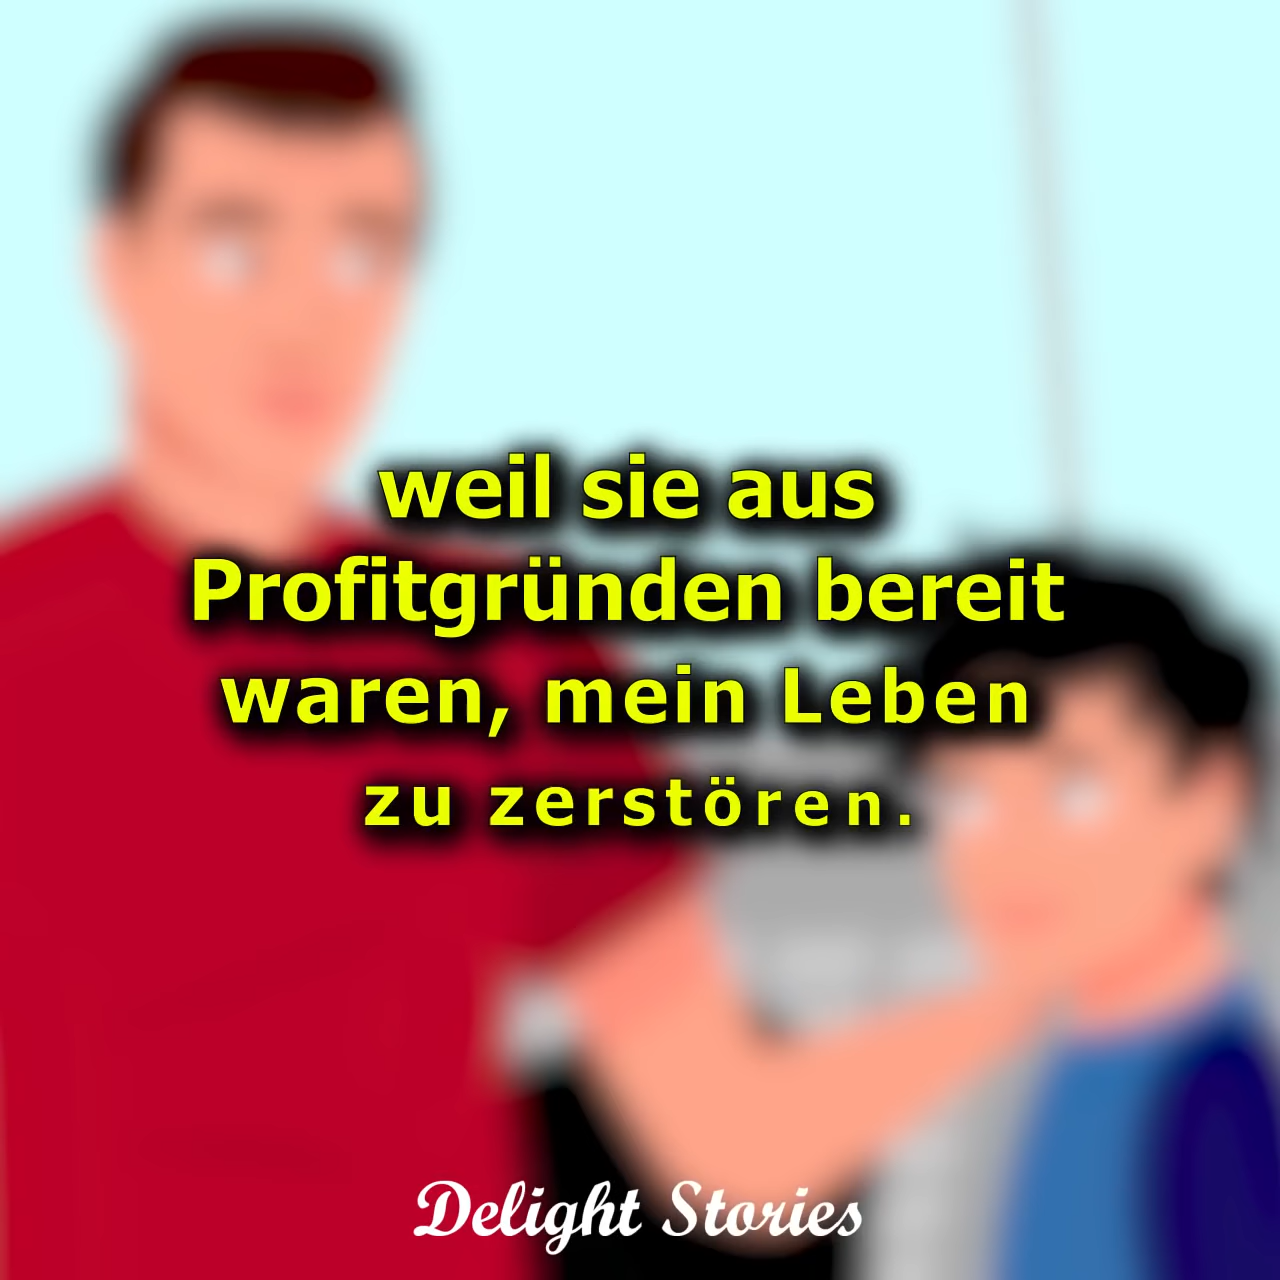 weil sie aus
Profitgründen bereit
waren, mein Leben
zu zerstören.
Delight Stories